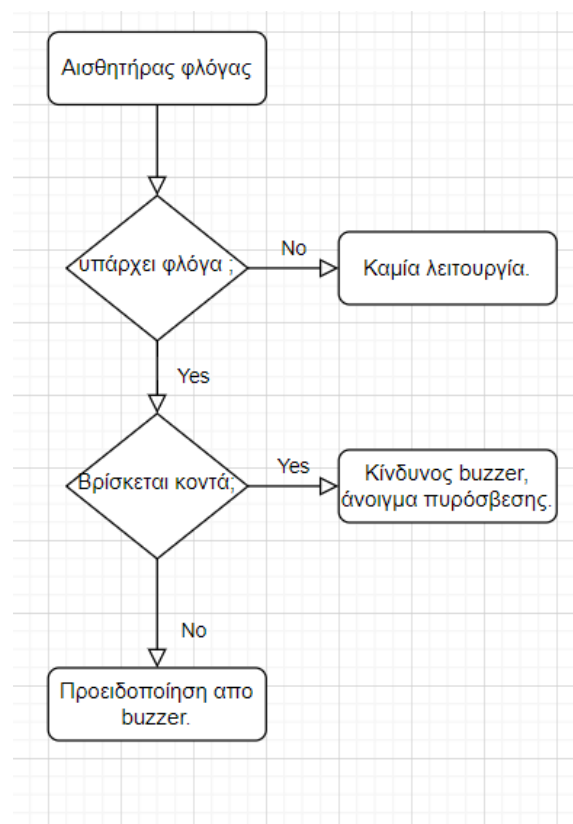 Αισθητήρας φλόγας
υπάρχει φλόγα ;
No
Καμία λειτουργία.
Yes
Βρίσκεται κοντά;
Yes
Κίνδυνος buzzer,
άνοιγμα πυρόσβεσης.
No
Προειδοποίηση απο
buzzer.